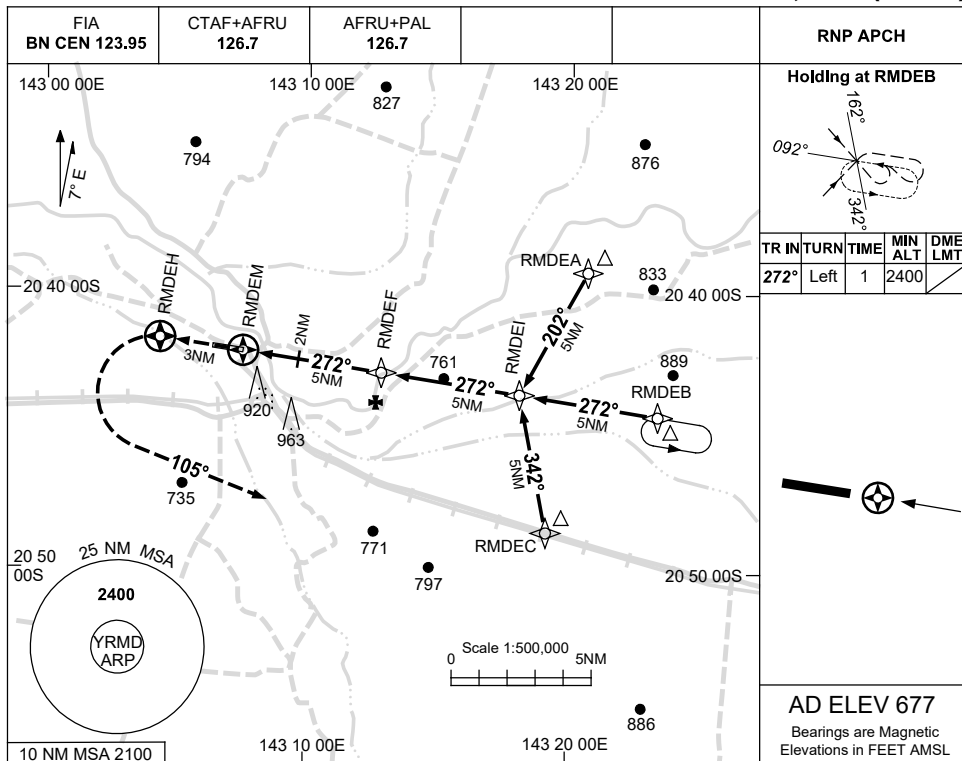 FIA
BN CEN 123.95
CTAF+AFRU
126.7
AFRU+PAL
126.7
RNP APCH
143 00 00E
143 10 00E
143 20 00E
827
794
876
7° E
Holding at RMDEB
162°
092°
342°
TR IN TURN TIME MIN ALT DME LMT
272° Left 1 2400
RMDEH
RMDEM
RMDEF
RMDEI
RMDEA
833
20 40 00S
20 40 00S
202°
5NM
2NM
3NM
272°
5NM
761
272°
5NM
889
RMDEB
272°
5NM
920
963
342°
5NM
105°
735
RMDEC
771
797
20 50 00S
20 50 00S
25 NM MSA
2400
YRMD
ARP
Scale 1:500,000
0 5NM
886
10 NM MSA 2100
143 10 00E
143 20 00E
AD ELEV 677
Bearings are Magnetic
Elevations in FEET AMSL